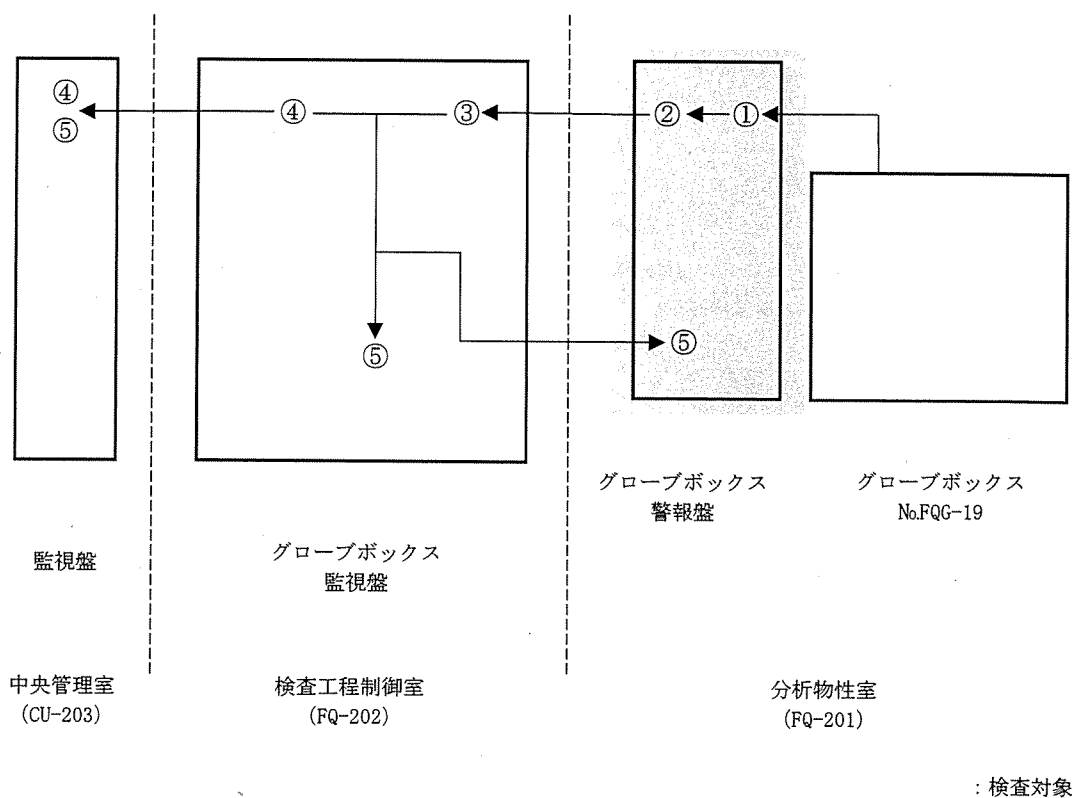 ④
⑤
④
③
②
①
⑤
⑤
グローブボックス
警報盤
グローブボックス
№FQG-19
監視盤
グローブボックス
監視盤
中央管理室
(CU-203)
検査工程制御室
(FQ-202)
分析物性室
(FQ-201)
：検査対象